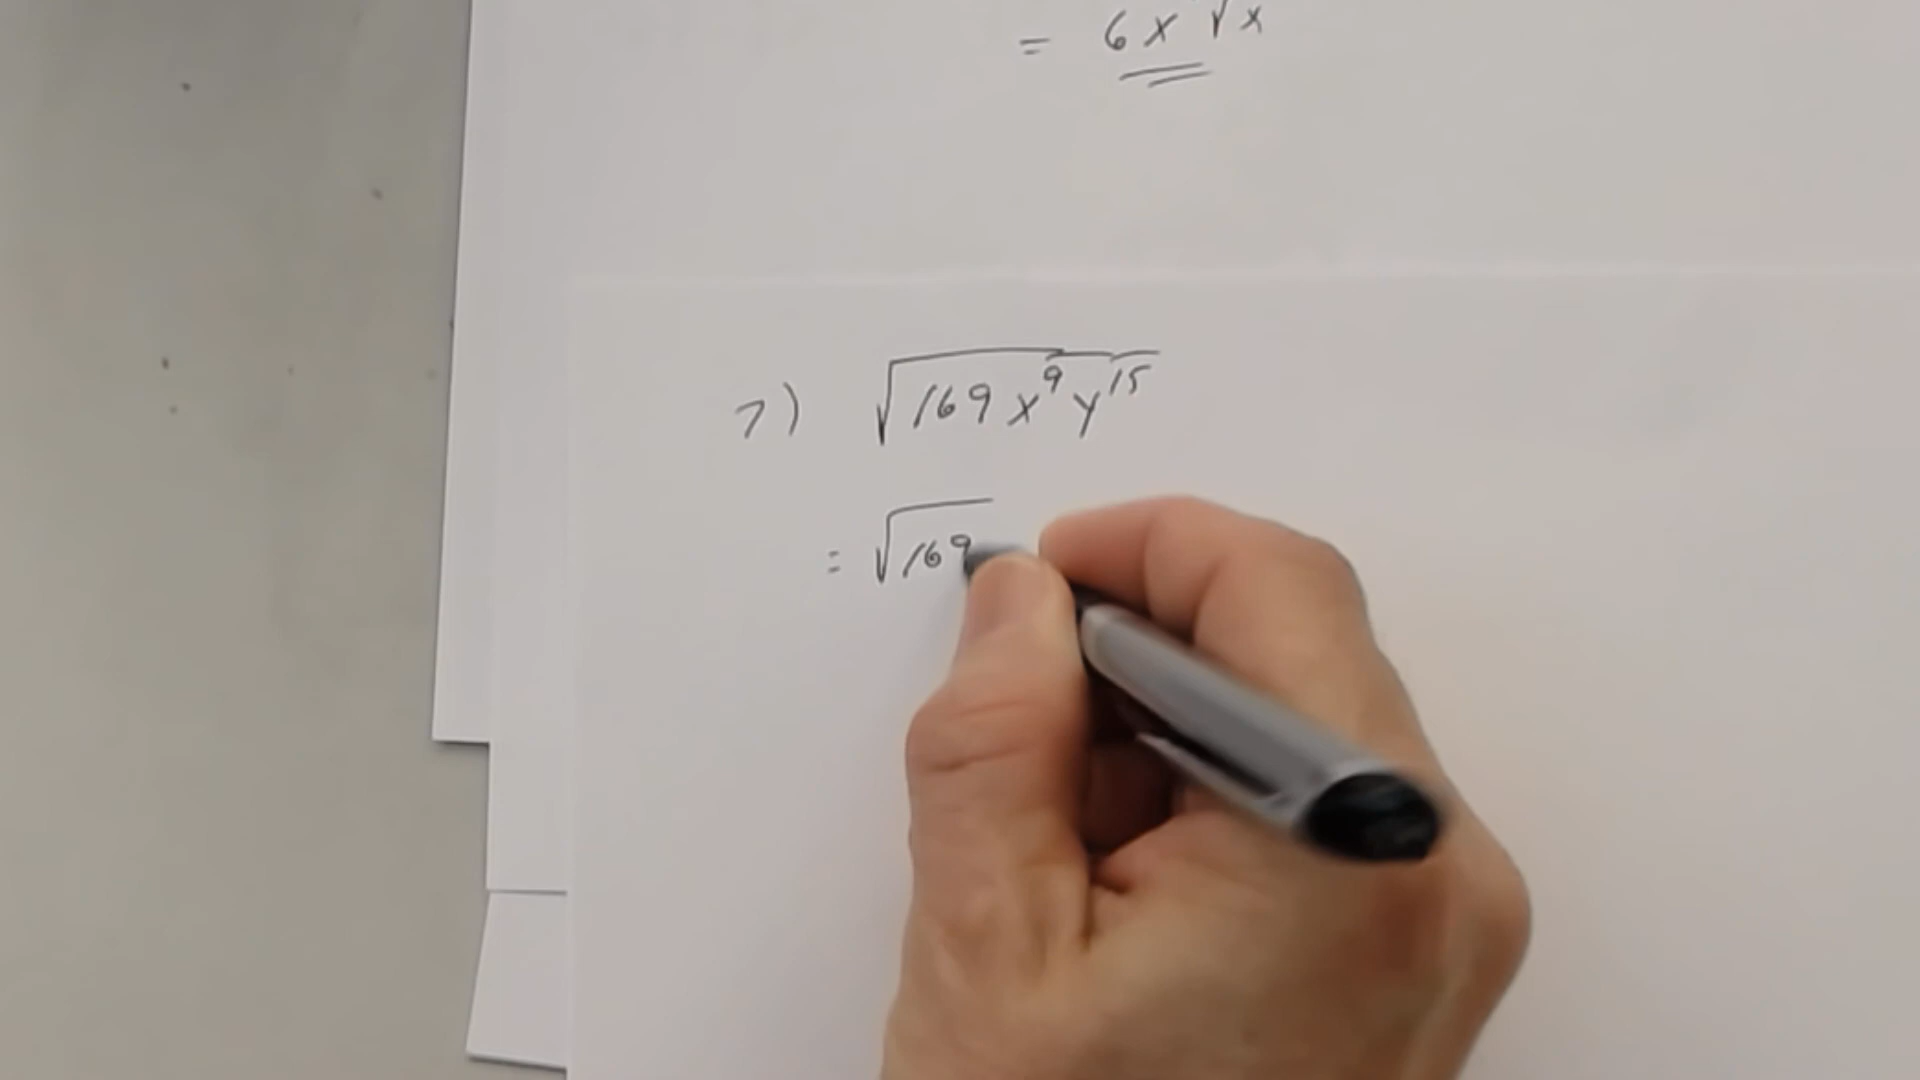 = 6x√x
7) √169x⁹y¹⁵
= √169